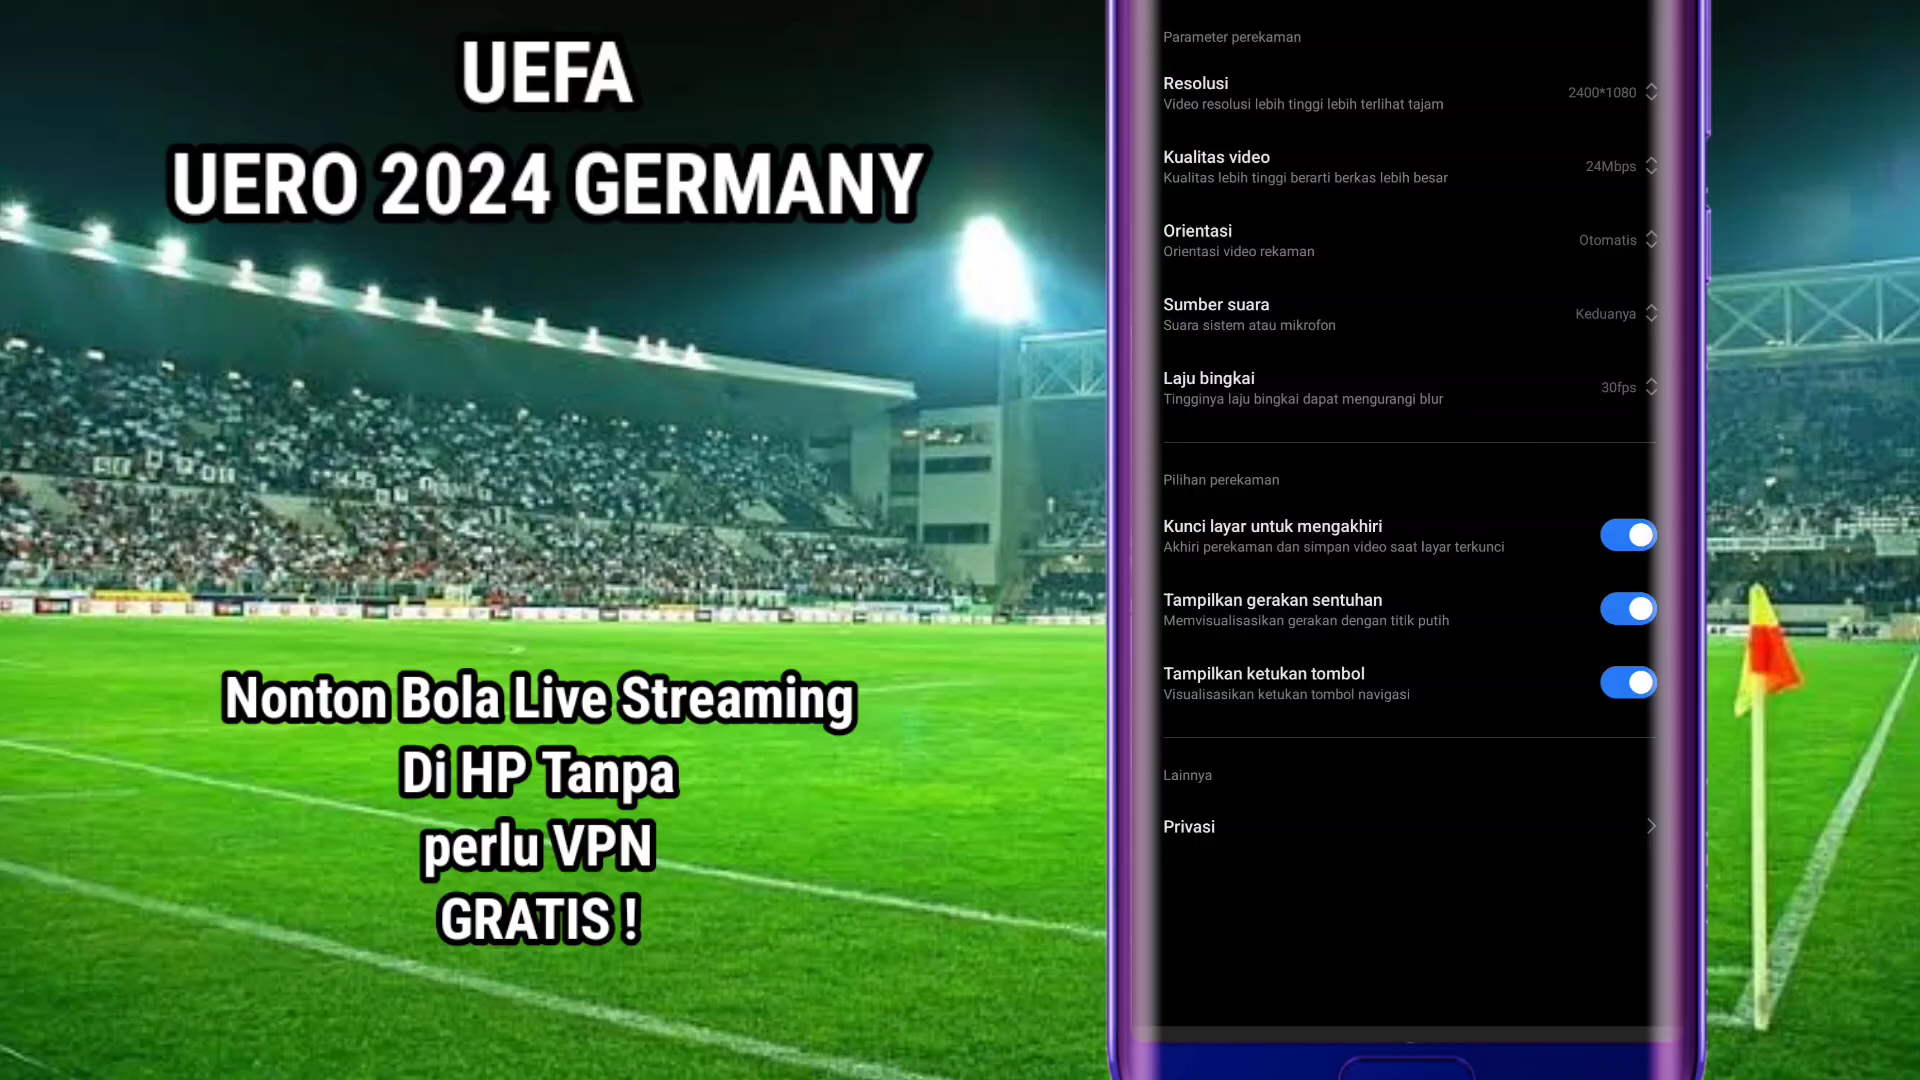 UEFA
UERO 2024 GERMANY
Nonton Bola Live Streaming
Di HP Tanpa
perlu VPN
GRATIS !
Parameter perekaman
Resolusi
Video resolusi lebih tinggi lebih terlihat tajam
2400*1080
Kualitas video
Kualitas lebih tinggi berarti berkas lebih besar
24Mbps
Orientasi
Orientasi video rekaman
Otomatis
Sumber suara
Suara sistem atau mikrofon
Keduanya
Laju bingkai
Tingginya laju bingkai dapat mengurangi blur
30fps
Pilihan perekaman
Kunci layar untuk mengakhiri
Akhiri perekaman dan simpan video saat layar terkunci
Tampilkan gerakan sentuhan
Memvisualisasikan gerakan dengan titik putih
Tampilkan ketukan tombol
Visualisasikan ketukan tombol navigasi
Lainnya
Privasi